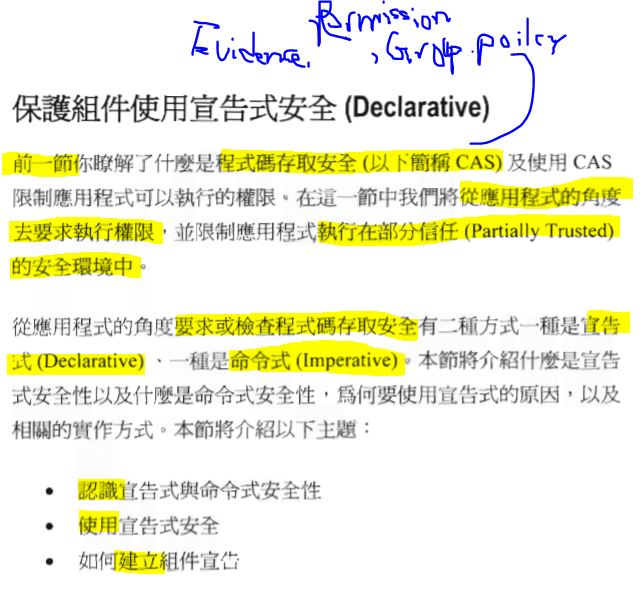 Permission
Evidence, , Group policy
保護組件使用宣告式安全 (Declarative)
前一節你瞭解了什麼是程式碼存取安全 (以下簡稱 CAS) 及使用 CAS
限制應用程式可以執行的權限。在這一節中我們將從應用程式的角度
去要求執行權限，並限制應用程式執行在部分信任 (Partially Trusted)
的安全環境中。
從應用程式的角度要求或檢查程式碼存取安全有二種方式一種是宣告
式 (Declarative) 、一種是命令式 (Imperative)。本節將介紹什麼是宣告
式安全性以及什麼是命令式安全性，爲何要使用宣告式的原因，以及
相關的實作方式。本節將介紹以下主題：
• 認識宣告式與命令式安全性
• 使用宣告式安全
• 如何建立組件宣告